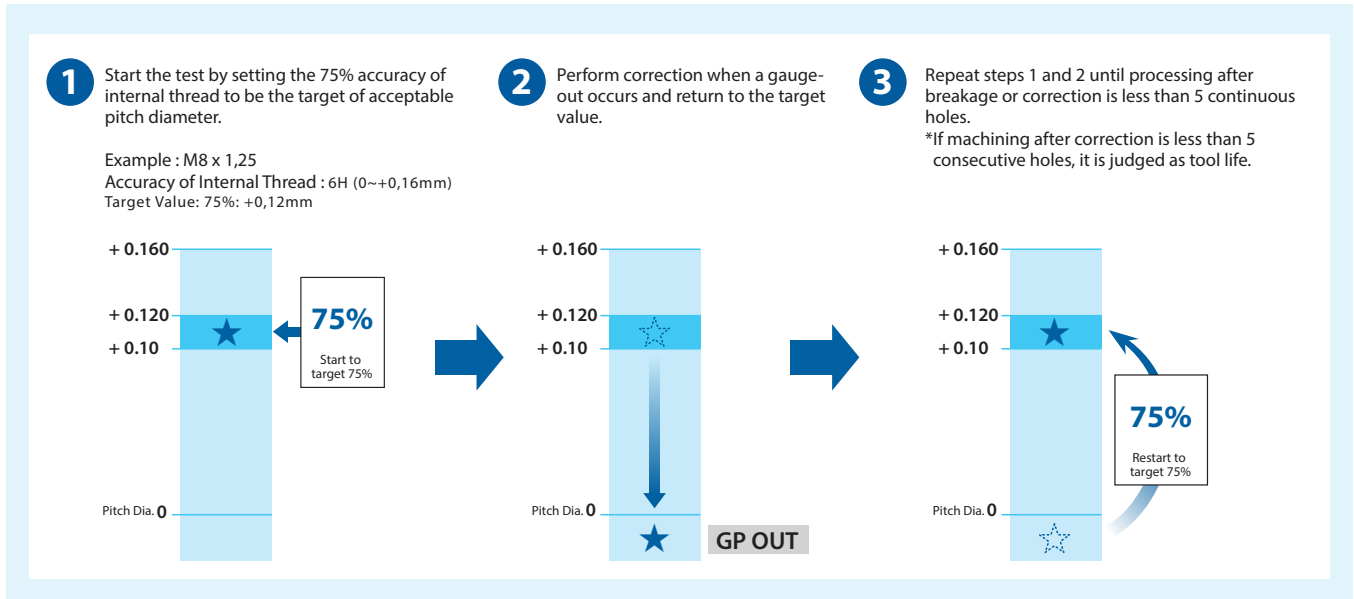 1
Start the test by setting the 75% accuracy of
internal thread to be the target of acceptable
pitch diameter.
Example : M8 x 1,25
Accuracy of Internal Thread : 6H (0~+0,16mm)
Target Value: 75%: +0,12mm
+ 0.160
+ 0.120
+ 0.10
Pitch Dia. 0
75%
Start to
target 75%
2
Perform correction when a gauge-
out occurs and return to the target
value.
+ 0.160
+ 0.120
+ 0.10
Pitch Dia. 0
GP OUT
3
Repeat steps 1 and 2 until processing after
breakage or correction is less than 5 continuous
holes.
*If machining after correction is less than 5
consecutive holes, it is judged as tool life.
+ 0.160
+ 0.120
+ 0.10
Pitch Dia. 0
75%
Restart to
target 75%